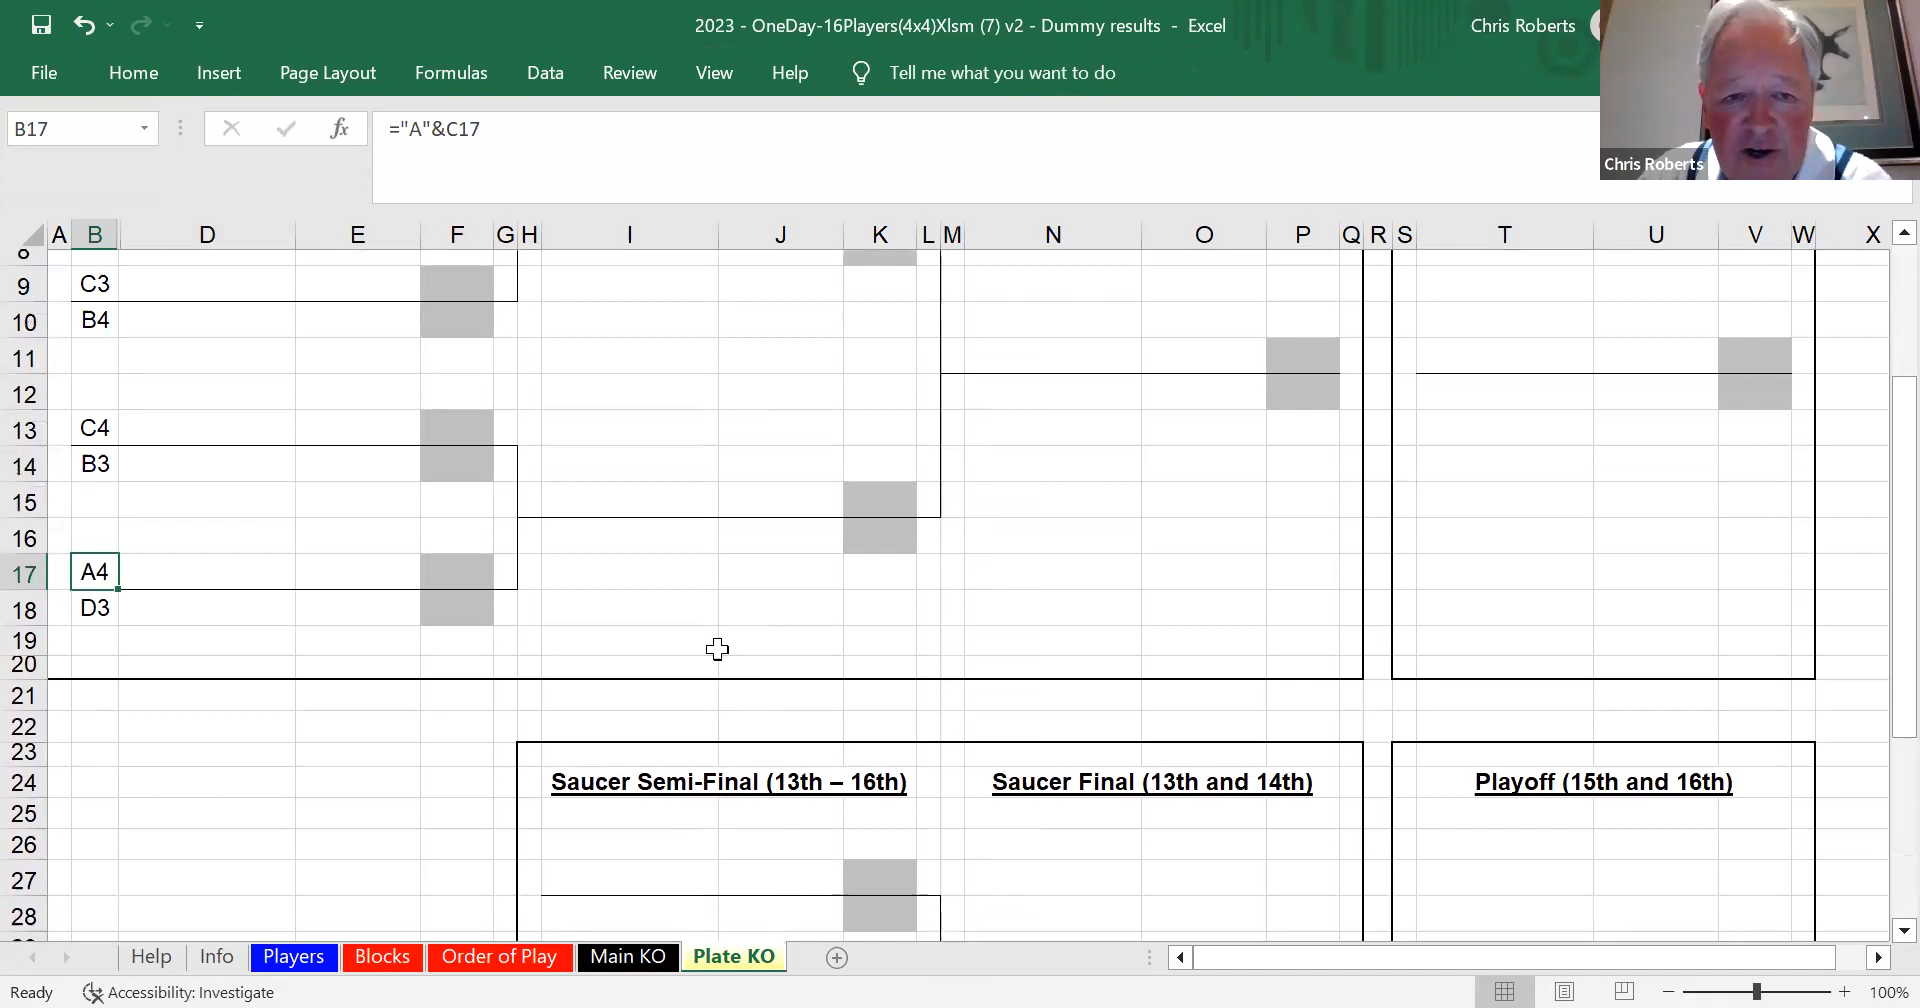 2023 - OneDay-16Players(4x4)Xlsm (7) v2 - Dummy results - Excel
Chris Roberts
File Home Insert Page Layout Formulas Data Review View Help Tell me what you want to do
B17
fx
="A"&C17
Chris Roberts
A B D E F G H I J K L M N O P Q R S T U V W X
8
9 C3
10 B4
11
12
13 C4
14 B3
15
16
17 A4
18 D3
19
20
21
22
23
24 Saucer Semi-Final (13th – 16th) Saucer Final (13th and 14th) Playoff (15th and 16th)
25
26
27
28
Help Info Players Blocks Order of Play Main KO Plate KO
Ready Accessibility: Investigate 100%